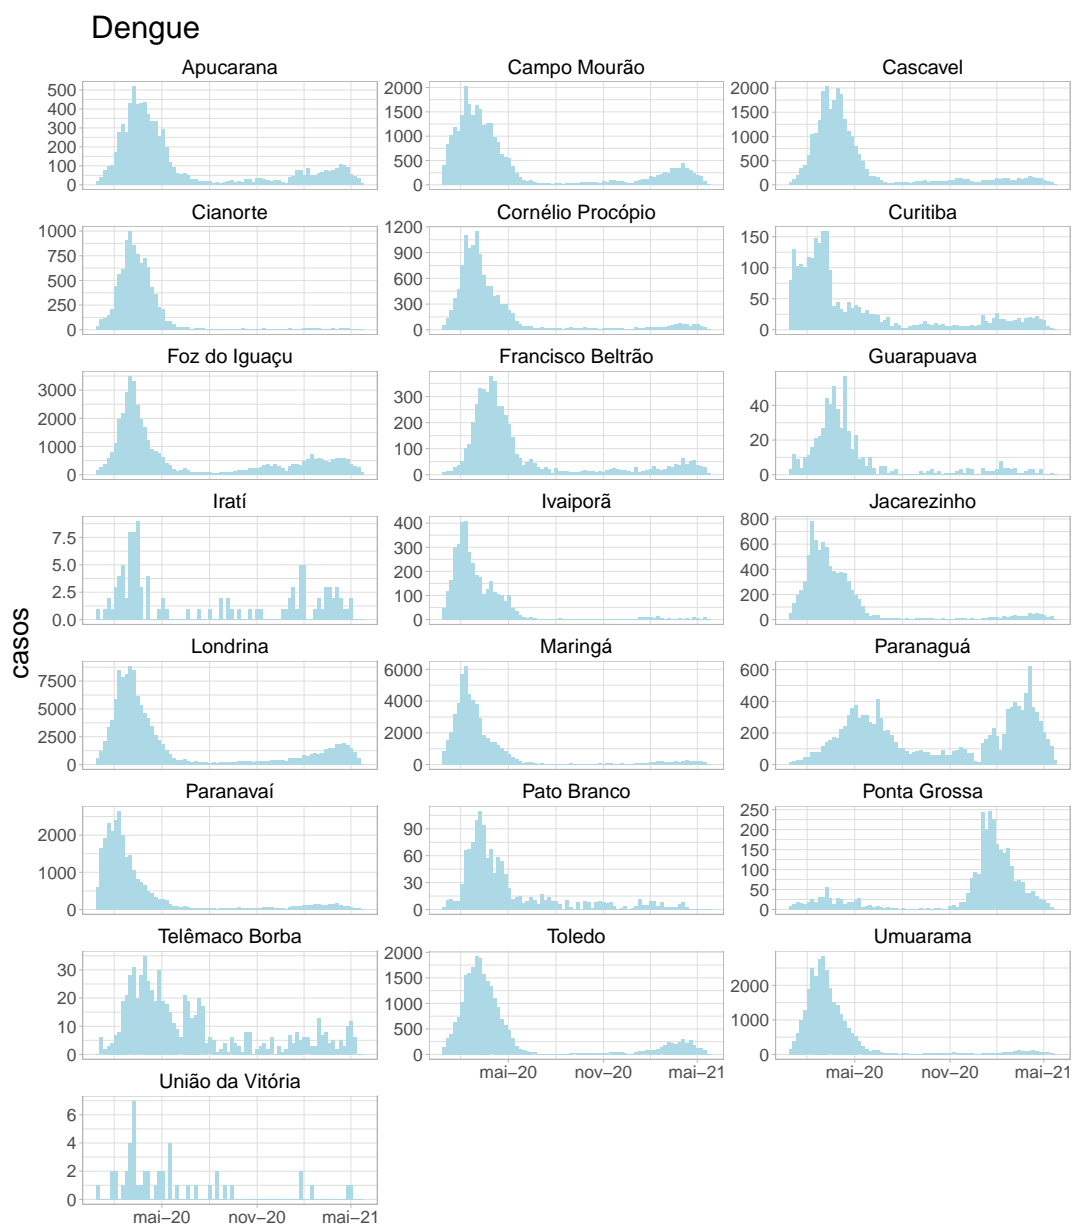 Dengue
Apucarana Campo Mourão Cascavel
500 400 300 200 100 0
2000 1500 1000 500 0
2000 1500 1000 500 0
Cianorte Cornélio Procópio Curitiba
1000 750 500 250 0
1200 900 600 300 0
150 100 50 0
Foz do Iguaçu Francisco Beltrão Guarapuava
3000 2000 1000 0
300 200 100 0
40 20 0
Iratí Ivaiporã Jacarezinho
7.5 5.0 2.5 0.0
400 300 200 100 0
800 600 400 200 0
casos
Londrina Maringá Paranaguá
7500 5000 2500 0
6000 4000 2000 0
600 400 200 0
Paranavaí Pato Branco Ponta Grossa
2000 1000 0
90 60 30 0
250 200 150 100 50 0
Telêmaco Borba Toledo Umuarama
30 20 10 0
2000 1500 1000 500 0
2000 1000 0
mai–20 nov–20 mai–21 mai–20 nov–20 mai–21
União da Vitória
6 4 2 0
mai–20 nov–20 mai–21